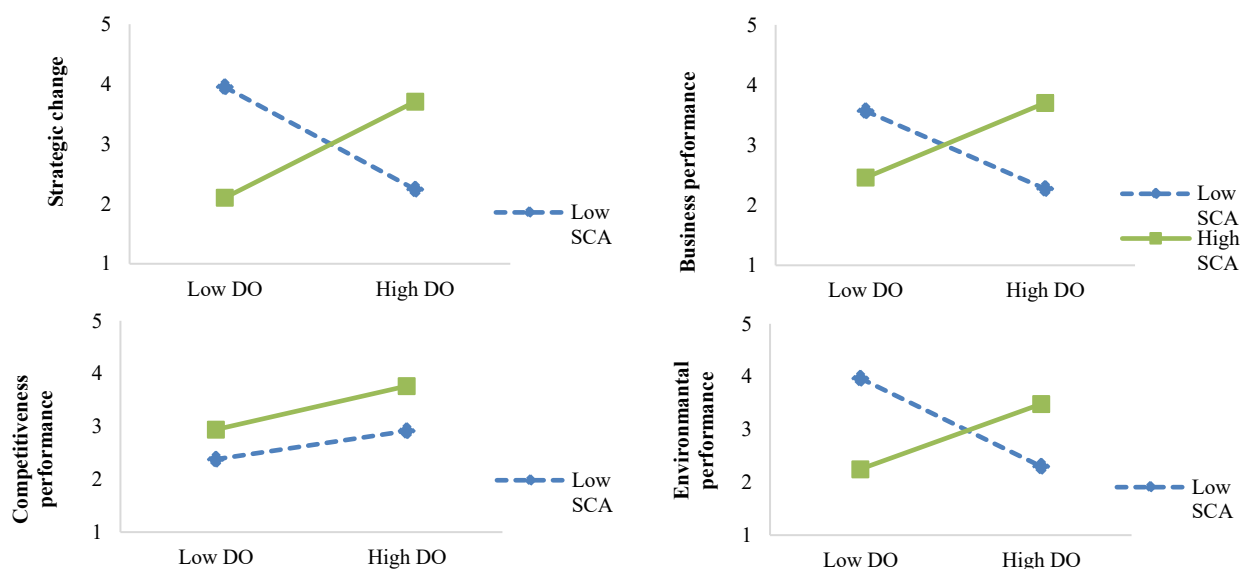 Strategic change
5
4
3
2
1
Low DO
High DO
Low
SCA
Business performance
5
4
3
2
1
Low DO
High DO
Low
SCA
High
SCA
Competitiveness
performance
5
4
3
2
1
Low DO
High DO
Low
SCA
Environmantal
performance
5
4
3
2
1
Low DO
High DO
Low
SCA